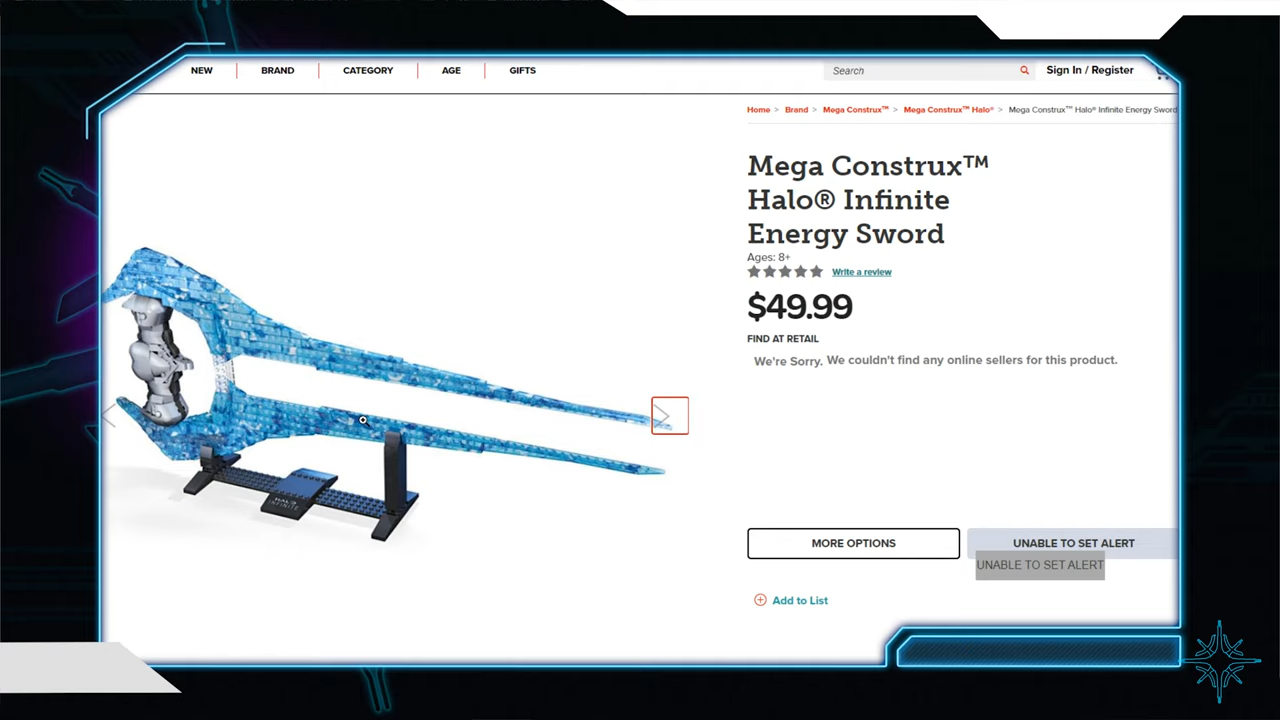 NEW
BRAND
CATEGORY
AGE
GIFTS
Search
Sign In / Register
Home > Brand > Mega Construx™ > Mega Construx™ Halo® > Mega Construx™ Halo® Infinite Energy Sword
Mega Construx™
Halo® Infinite
Energy Sword
Ages: 8+
Write a review
$49.99
FIND AT RETAIL
We're Sorry. We couldn't find any online sellers for this product.
HALO
INFINITE
MORE OPTIONS
UNABLE TO SET ALERT
UNABLE TO SET ALERT
Add to List